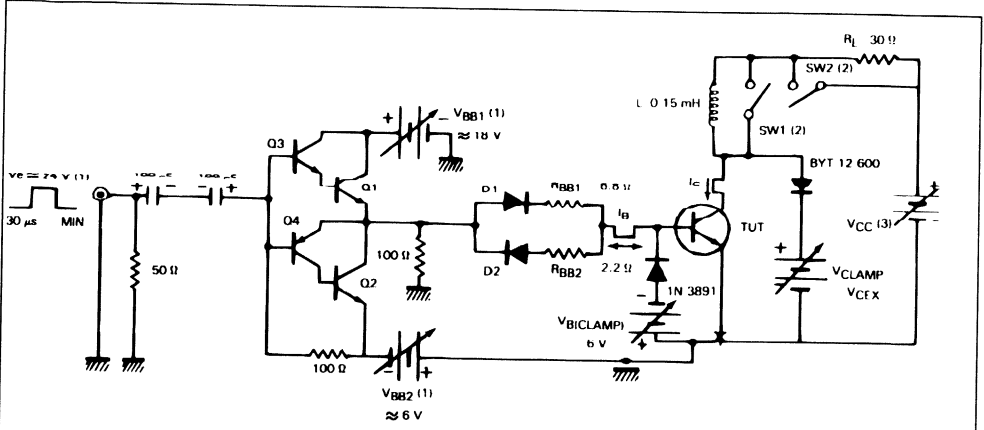 R_L 30 Ω
SW2 (2)
L 0 15 mH
SW1 (2)
+
−
V_BB1 (1)
≈ 18 V
Q3
Q1
BYT 12 600
(1)
+ − − +
D1
R_BB1
I_B
I_C
TUT
+
V_CC (3)
30 μs MIN
Q4
100 Ω
50 Ω
Q2
D2
R_BB2
2.2 Ω
1N 3891
+
V_CLAMP
V_CEX
−
V_B(CLAMP)
6 V
+
100 Ω
− +
V_BB2 (1)
≈ 6 V